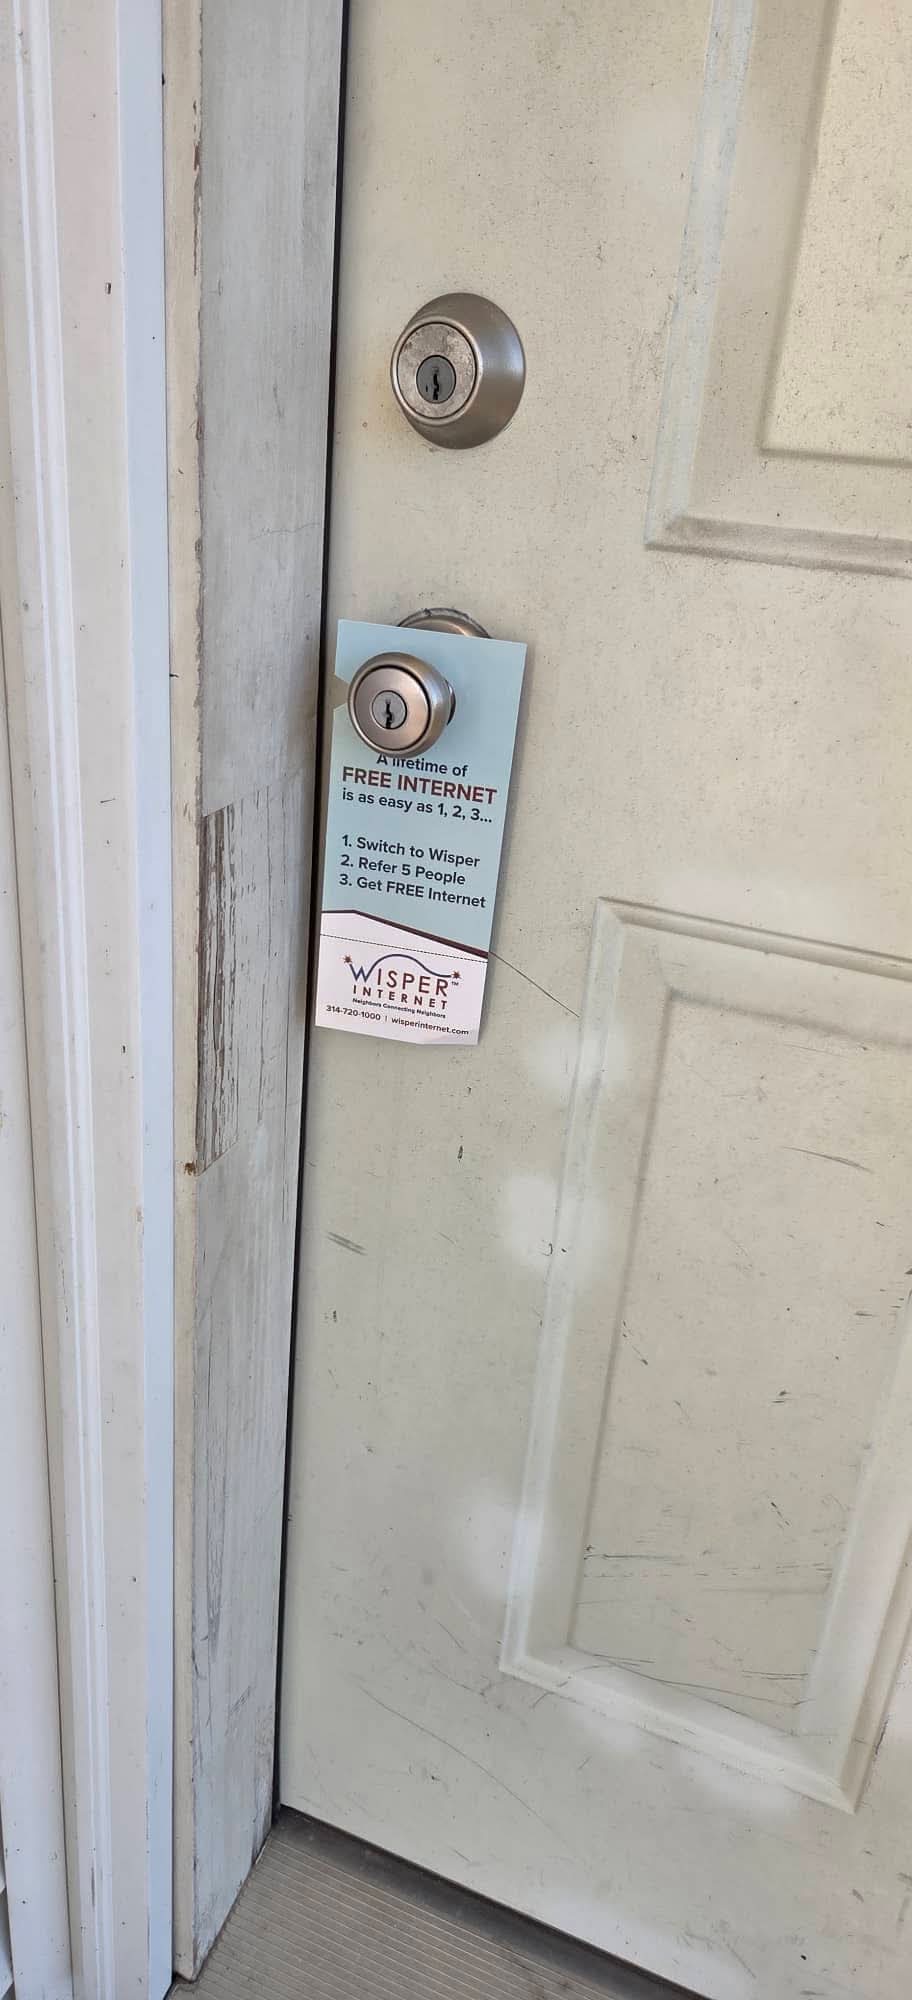 A lifetime of
FREE INTERNET
is as easy as 1, 2, 3...
1. Switch to Wisper
2. Refer 5 People
3. Get FREE Internet
WISPER™
INTERNET
Neighbors Connecting Neighbors
314-720-1000 | wisperinternet.com